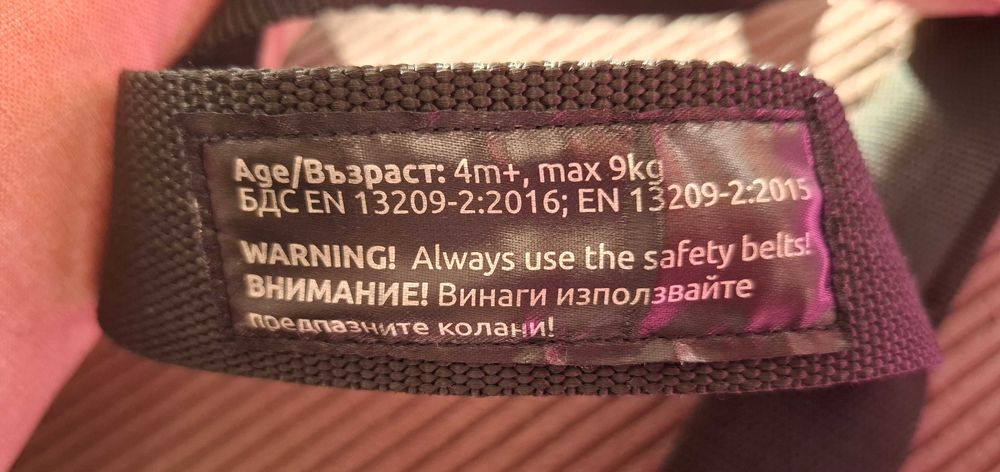 Age/Възраст: 4m+, max 9kg
БДС EN 13209-2:2016; EN 13209-2:2015
WARNING! Always use the safety belts!
ВНИМАНИЕ! Винаги използвайте
предпазните колани!